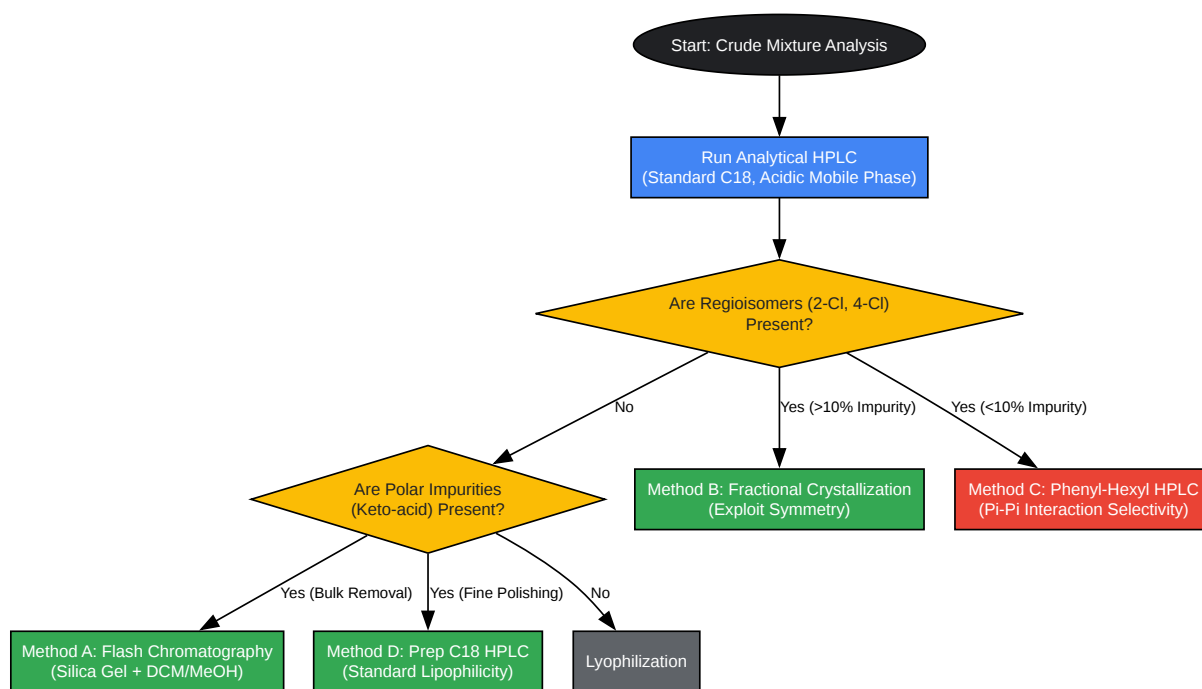 Start: Crude Mixture Analysis
Run Analytical HPLC
(Standard C18, Acidic Mobile Phase)
Are Regioisomers (2-Cl, 4-Cl)
Present?
No
Yes (>10% Impurity)
Yes (<10% Impurity)
Are Polar Impurities
(Keto-acid) Present?
Method B: Fractional Crystallization
(Exploit Symmetry)
Method C: Phenyl-Hexyl HPLC
(Pi-Pi Interaction Selectivity)
Yes (Bulk Removal)
Yes (Fine Polishing)
No
Method A: Flash Chromatography
(Silica Gel + DCM/MeOH)
Method D: Prep C18 HPLC
(Standard Lipophilicity)
Lyophilization